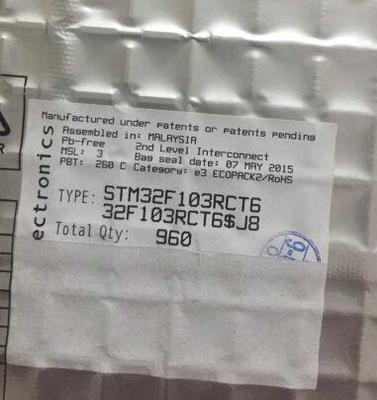 Manufactured under patents or patents pending
Assembled in: MALAYSIA
Pb-free 2nd Level Interconnect
MSL: 3 Bag seal date: 07 MAY 2015
PBT: 260 C Category: e3 ECOPACK2/RoHS
TYPE: STM32F103RCT6
32F103RCT6$J8
Total Qty: 960
ectronics